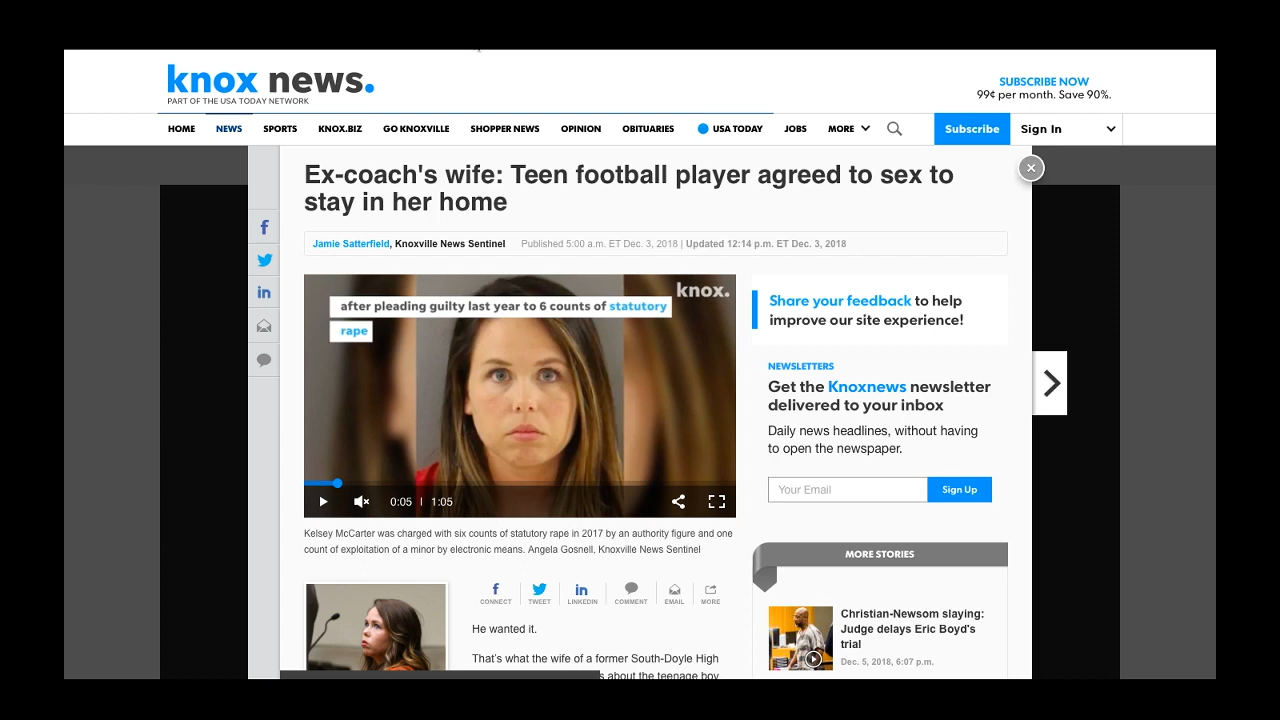 knox news.
PART OF THE USA TODAY NETWORK
SUBSCRIBE NOW
99¢ per month. Save 90%.
HOME NEWS SPORTS KNOX.BIZ GO KNOXVILLE SHOPPER NEWS OPINION OBITUARIES USA TODAY JOBS MORE Subscribe Sign In
Ex-coach's wife: Teen football player agreed to sex to
stay in her home
Jamie Satterfield, Knoxville News Sentinel Published 5:00 a.m. ET Dec. 3, 2018 | Updated 12:14 p.m. ET Dec. 3, 2018
knox.
after pleading guilty last year to 6 counts of statutory
rape
0:05 | 1:05
Kelsey McCarter was charged with six counts of statutory rape in 2017 by an authority figure and one
count of exploitation of a minor by electronic means. Angela Gosnell, Knoxville News Sentinel
CONNECT TWEET LINKEDIN COMMENT EMAIL MORE
He wanted it.
That's what the wife of a former South-Doyle High
s about the teenage boy
Share your feedback to help
improve our site experience!
NEWSLETTERS
Get the Knoxnews newsletter
delivered to your inbox
Daily news headlines, without having
to open the newspaper.
Your Email Sign Up
MORE STORIES
Christian-Newsom slaying:
Judge delays Eric Boyd's
trial
Dec. 5, 2018, 6:07 p.m.